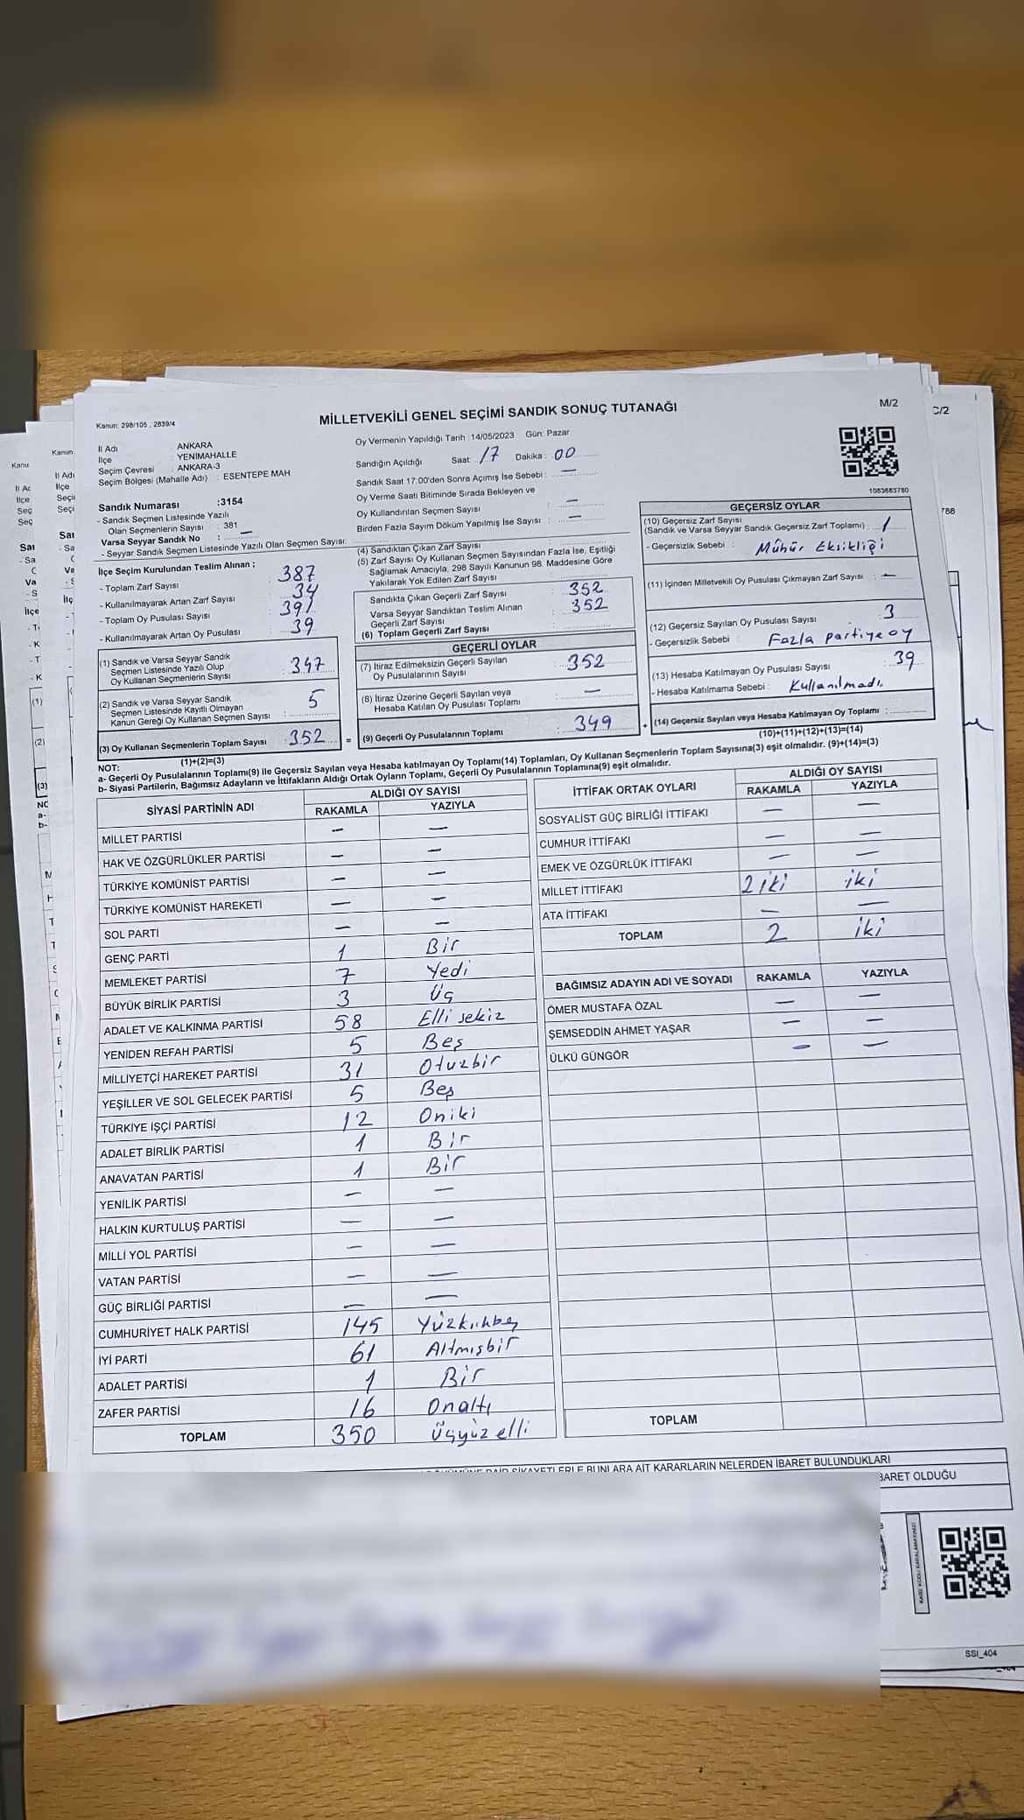 MİLLETVEKİLİ GENEL SEÇİMİ SANDIK SONUÇ TUTANAĞI
M/2
C/2
Kanun: 298/105 , 2839/4
İl Adı ANKARA
İlçe YENİMAHALLE
Seçim Çevresi : ANKARA-3
Seçim Bölgesi (Mahalle Adı) : ESENTEPE MAH
Oy Vermenin Yapıldığı Tarih :14/05/2023 Gün: Pazar
Sandığın Açıldığı Saat : 17 Dakika : 00
Sandık Saat 17:00'den Sonra Açımış İse Sebebi : —
Oy Verme Saati Bitiminde Sırada Bekleyen ve
Oy Kullandırılan Seçmen Sayısı : —
Birden Fazla Sayım Döküm Yapılmış İse Sayısı : —
1083683780
Sandık Numarası :3154
- Sandık Seçmen Listesinde Yazılı
Olan Seçmenlerin Sayısı : 381
Varsa Seyyar Sandık No : —
- Seyyar Sandık Seçmen Listesinde Yazılı Olan Seçmen Sayısı:
İlçe Seçim Kurulundan Teslim Alınan :
- Toplam Zarf Sayısı 387
- Kullanılmayarak Artan Zarf Sayısı 34
- Toplam Oy Pusulası Sayısı 391
- Kullanılmayarak Artan Oy Pusulası 39
(1) Sandık ve Varsa Seyyar Sandık
Seçmen Listesinde Yazılı Olup
Oy Kullanan Seçmenlerin Sayısı 347
(2) Sandık ve Varsa Seyyar Sandık
Seçmen Listesinde Kayıtlı Olmayan
Kanun Gereği Oy Kullanan Seçmen Sayısı : 5
(3) Oy Kullanan Seçmenlerin Toplam Sayısı 352
(1)+(2)=(3)
(4) Sandıktan Çıkan Zarf Sayısı
(5) Zarf Sayısı Oy Kullanan Seçmen Sayısından Fazla İse, Eşitliği
Sağlamak Amacıyla, 298 Sayılı Kanunun 98. Maddesine Göre
Yakılarak Yok Edilen Zarf Sayısı
Sandıkta Çıkan Geçerli Zarf Sayısı 352
Varsa Seyyar Sandıktan Teslim Alınan
Geçerli Zarf Sayısı 352
(6) Toplam Geçerli Zarf Sayısı
GEÇERLİ OYLAR
(7) İtiraz Edilmeksizin Geçerli Sayılan
Oy Pusulalarının Sayısı 352
(8) İtiraz Üzerine Geçerli Sayılan veya
Hesaba Katılan Oy Pusulası Toplamı —
= (9) Geçerli Oy Pusulalarının Toplamı 349
GEÇERSİZ OYLAR
(10) Geçersiz Zarf Sayısı
(Sandık ve Varsa Seyyar Sandık Geçersiz Zarf Toplamı) : 1
- Geçersizlik Sebebi : Mühür Eksikliği
(11) İçinden Milletvekili Oy Pusulası Çıkmayan Zarf Sayısı : —
(12) Geçersiz Sayılan Oy Pusulası Sayısı 3
- Geçersizlik Sebebi : Fazla partiye oy
(13) Hesaba Katılmayan Oy Pusulası Sayısı 39
- Hesaba Katılmama Sebebi : Kullanılmadı.
+ (14) Geçersiz Sayılan veya Hesaba Katılmayan Oy Toplamı :
(10)+(11)+(12)+(13)=(14)
NOT:
a- Geçerli Oy Pusulalarının Toplamı(9) ile Geçersiz Sayılan veya Hesaba katılmayan Oy Toplamı(14) Toplamları, Oy Kullanan Seçmenlerin Toplam Sayısına(3) eşit olmalıdır. (9)+(14)=(3)
b- Siyasi Partilerin, Bağımsız Adayların ve İttifakların Aldığı Ortak Oyların Toplamı, Geçerli Oy Pusulalarının Toplamına(9) eşit olmalıdır.
SİYASİ PARTİNİN ADI ALDIĞI OY SAYISI
RAKAMLA YAZIYLA
MİLLET PARTİSİ — —
HAK VE ÖZGÜRLÜKLER PARTİSİ — —
TÜRKİYE KOMÜNİST PARTİSİ — —
TÜRKİYE KOMÜNİST HAREKETİ — —
SOL PARTİ — —
GENÇ PARTİ 1 Bir
MEMLEKET PARTİSİ 7 Yedi
BÜYÜK BİRLİK PARTİSİ 3 Üç
ADALET VE KALKINMA PARTİSİ 58 Elli sekiz
YENİDEN REFAH PARTİSİ 5 Beş
MİLLİYETÇİ HAREKET PARTİSİ 31 Otuzbir
YEŞİLLER VE SOL GELECEK PARTİSİ 5 Beş
TÜRKİYE İŞÇİ PARTİSİ 12 Oniki
ADALET BİRLİK PARTİSİ 1 Bir
ANAVATAN PARTİSİ 1 Bir
YENİLİK PARTİSİ — —
HALKIN KURTULUŞ PARTİSİ — —
MİLLİ YOL PARTİSİ — —
VATAN PARTİSİ — —
GÜÇ BİRLİĞİ PARTİSİ — —
CUMHURİYET HALK PARTİSİ 145 Yüzkırkbeş
İYİ PARTİ 61 Altmışbir
ADALET PARTİSİ 1 Bir
ZAFER PARTİSİ 16 Onaltı
TOPLAM 350 Üçyüz elli
İTTİFAK ORTAK OYLARI ALDIĞI OY SAYISI
RAKAMLA YAZIYLA
SOSYALİST GÜÇ BİRLİĞİ İTTİFAKI — —
CUMHUR İTTİFAKI — —
EMEK VE ÖZGÜRLÜK İTTİFAKI — —
MİLLET İTTİFAKI 2 iki iki
ATA İTTİFAKI — —
TOPLAM 2 iki
BAĞIMSIZ ADAYIN ADI VE SOYADI RAKAMLA YAZIYLA
ÖMER MUSTAFA ÖZAL — —
ŞEMSEDDİN AHMET YAŞAR — —
ÜLKÜ GÜNGÖR — —
TOPLAM
DAİR ŞİKAYETLERLE BUNLARA AİT KARARLARIN NELERDEN İBARET BULUNDUKLARI
BARET OLDUĞU
SSI_404